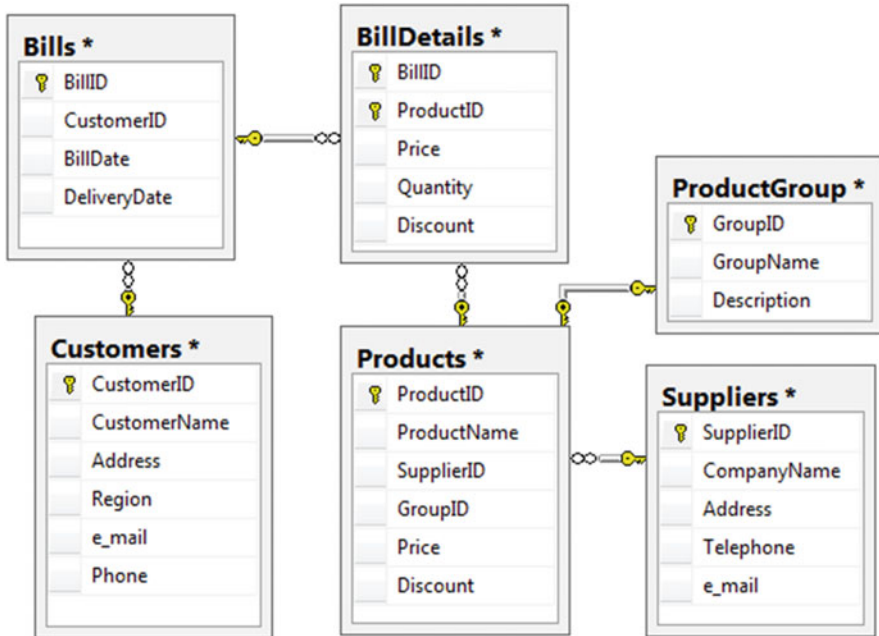 Bills *
BillID
CustomerID
BillDate
DeliveryDate
BillDetails *
BillID
ProductID
Price
Quantity
Discount
ProductGroup *
GroupID
GroupName
Description
Customers *
CustomerID
CustomerName
Address
Region
e_mail
Phone
Products *
ProductID
ProductName
SupplierID
GroupID
Price
Discount
Suppliers *
SupplierID
CompanyName
Address
Telephone
e_mail